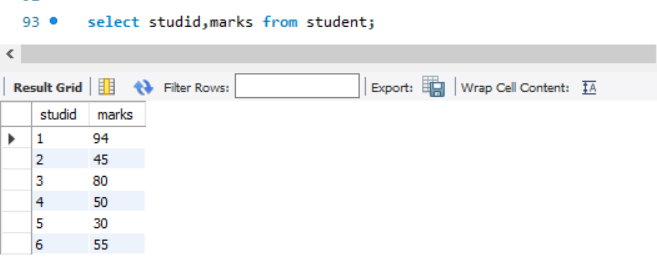 93 select studid,marks from student;
Result Grid Filter Rows: Export: Wrap Cell Content: IA
studid marks
1 94
2 45
3 80
4 50
5 30
6 55